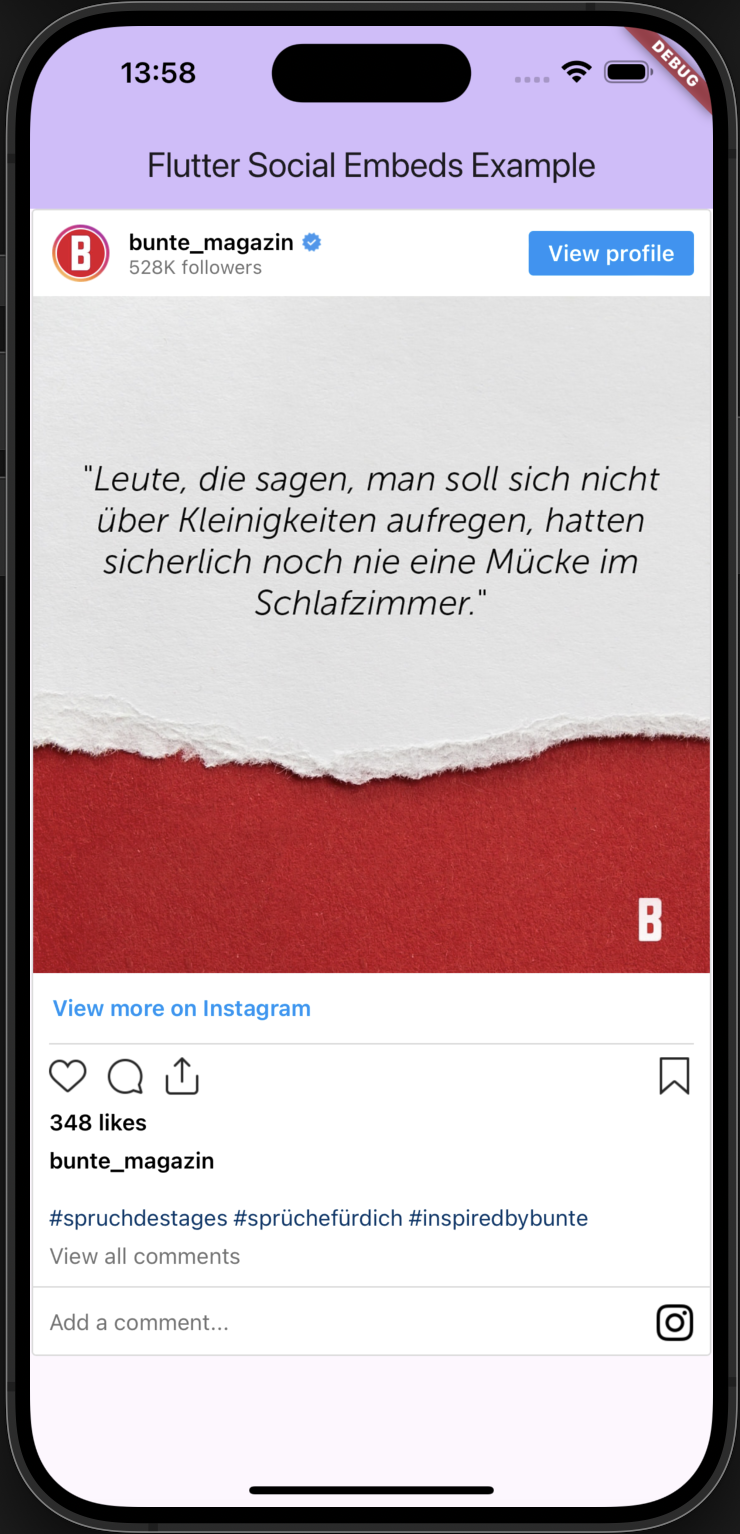 13:58
DEBUG
Flutter Social Embeds Example
B
bunte_magazin
528K followers
View profile
"Leute, die sagen, man soll sich nicht
über Kleinigkeiten aufregen, hatten
sicherlich noch nie eine Mücke im
Schlafzimmer."
B
View more on Instagram
348 likes
bunte_magazin
#spruchdestages #sprüchefürdich #inspiredbybunte
View all comments
Add a comment...